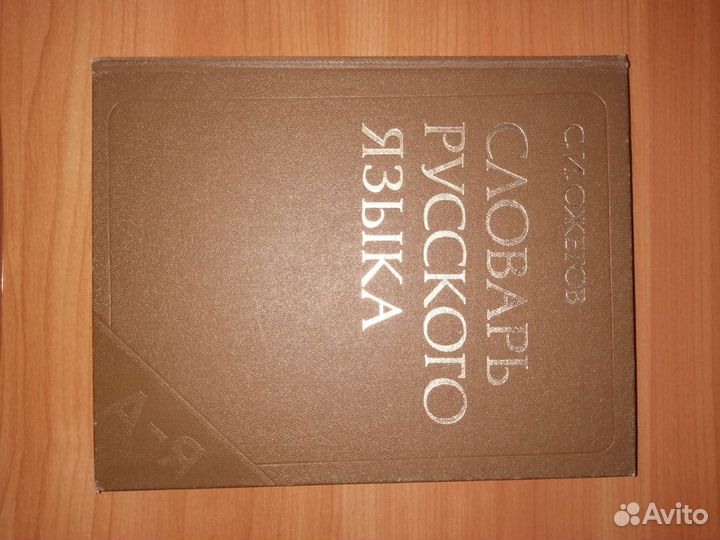 С. И. ОЖЕГОВ
СЛОВАРЬ
РУССКОГО
ЯЗЫКА
А-Я
Avito